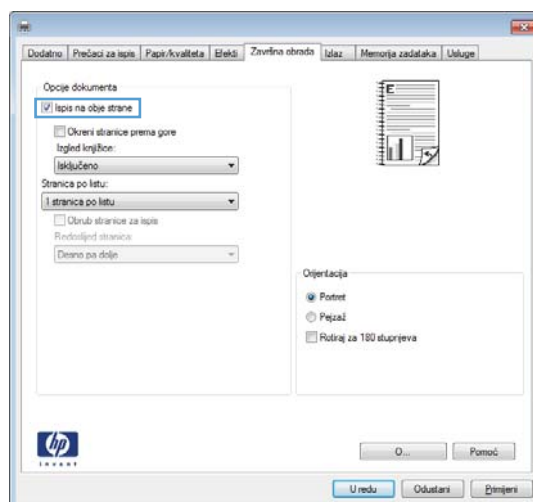 Dodatno Prečaci za ispis Papir/kvaliteta Efekti Završna obrada Izlaz Memorija zadataka Usluge
Opcije dokumenta
Ispis na obje strane
Okreni stranice prema gore
Izgled knjižice:
Isključeno
Stranica po listu:
1 stranica po listu
Obrub stranice za ispis
Redoslijed stranica:
Desno pa dolje
E
Orijentacija
Portret
Pejzaž
Rotiraj za 180 stupnjeva
hp
invent
O... Pomoć
U redu Odustani Primijeni